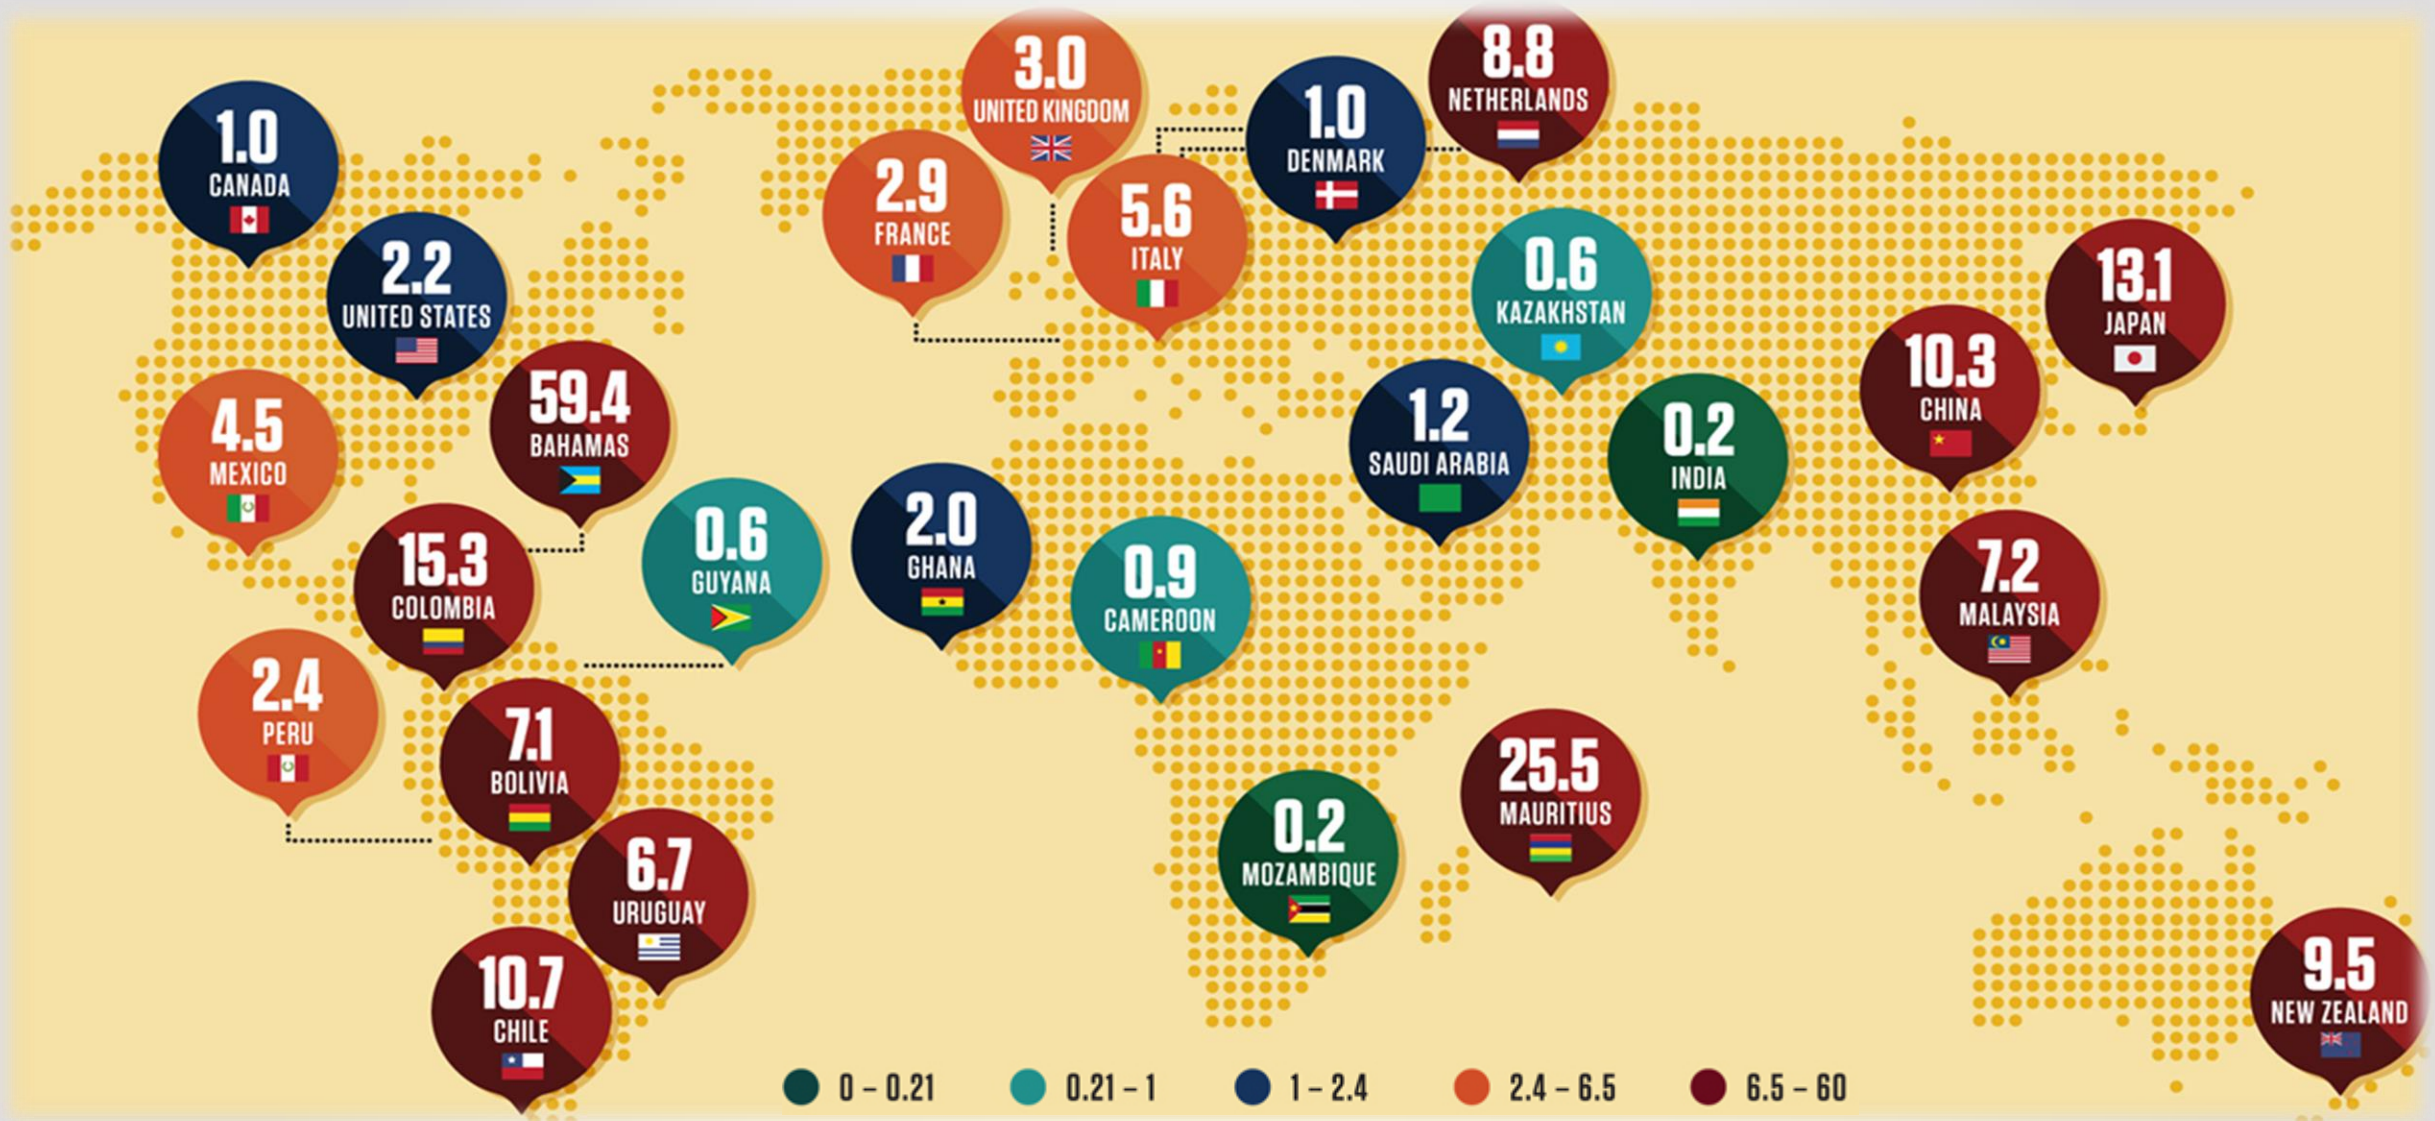 3.0
UNITED KINGDOM
8.8
NETHERLANDS
1.0
CANADA
1.0
DENMARK
2.9
FRANCE
5.6
ITALY
2.2
UNITED STATES
0.6
KAZAKHSTAN
13.1
JAPAN
10.3
CHINA
59.4
BAHAMAS
4.5
MEXICO
1.2
SAUDI ARABIA
0.2
INDIA
15.3
COLOMBIA
0.6
GUYANA
2.0
GHANA
0.9
CAMEROON
7.2
MALAYSIA
2.4
PERU
7.1
BOLIVIA
25.5
MAURITIUS
0.2
MOZAMBIQUE
6.7
URUGUAY
10.7
CHILE
9.5
NEW ZEALAND
0 – 0.21
0.21 – 1
1 – 2.4
2.4 – 6.5
6.5 – 60